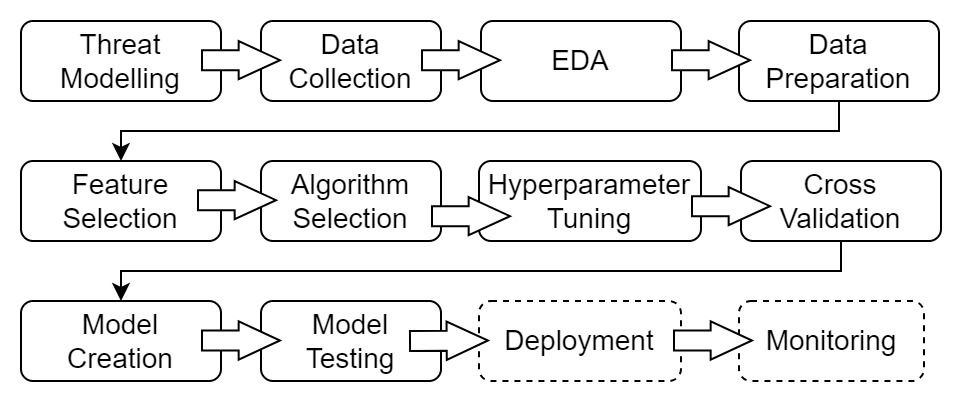 Threat
Modelling
Data
Collection
EDA
Data
Preparation
Feature
Selection
Algorithm
Selection
Hyperparameter
Tuning
Cross
Validation
Model
Creation
Model
Testing
Deployment
Monitoring